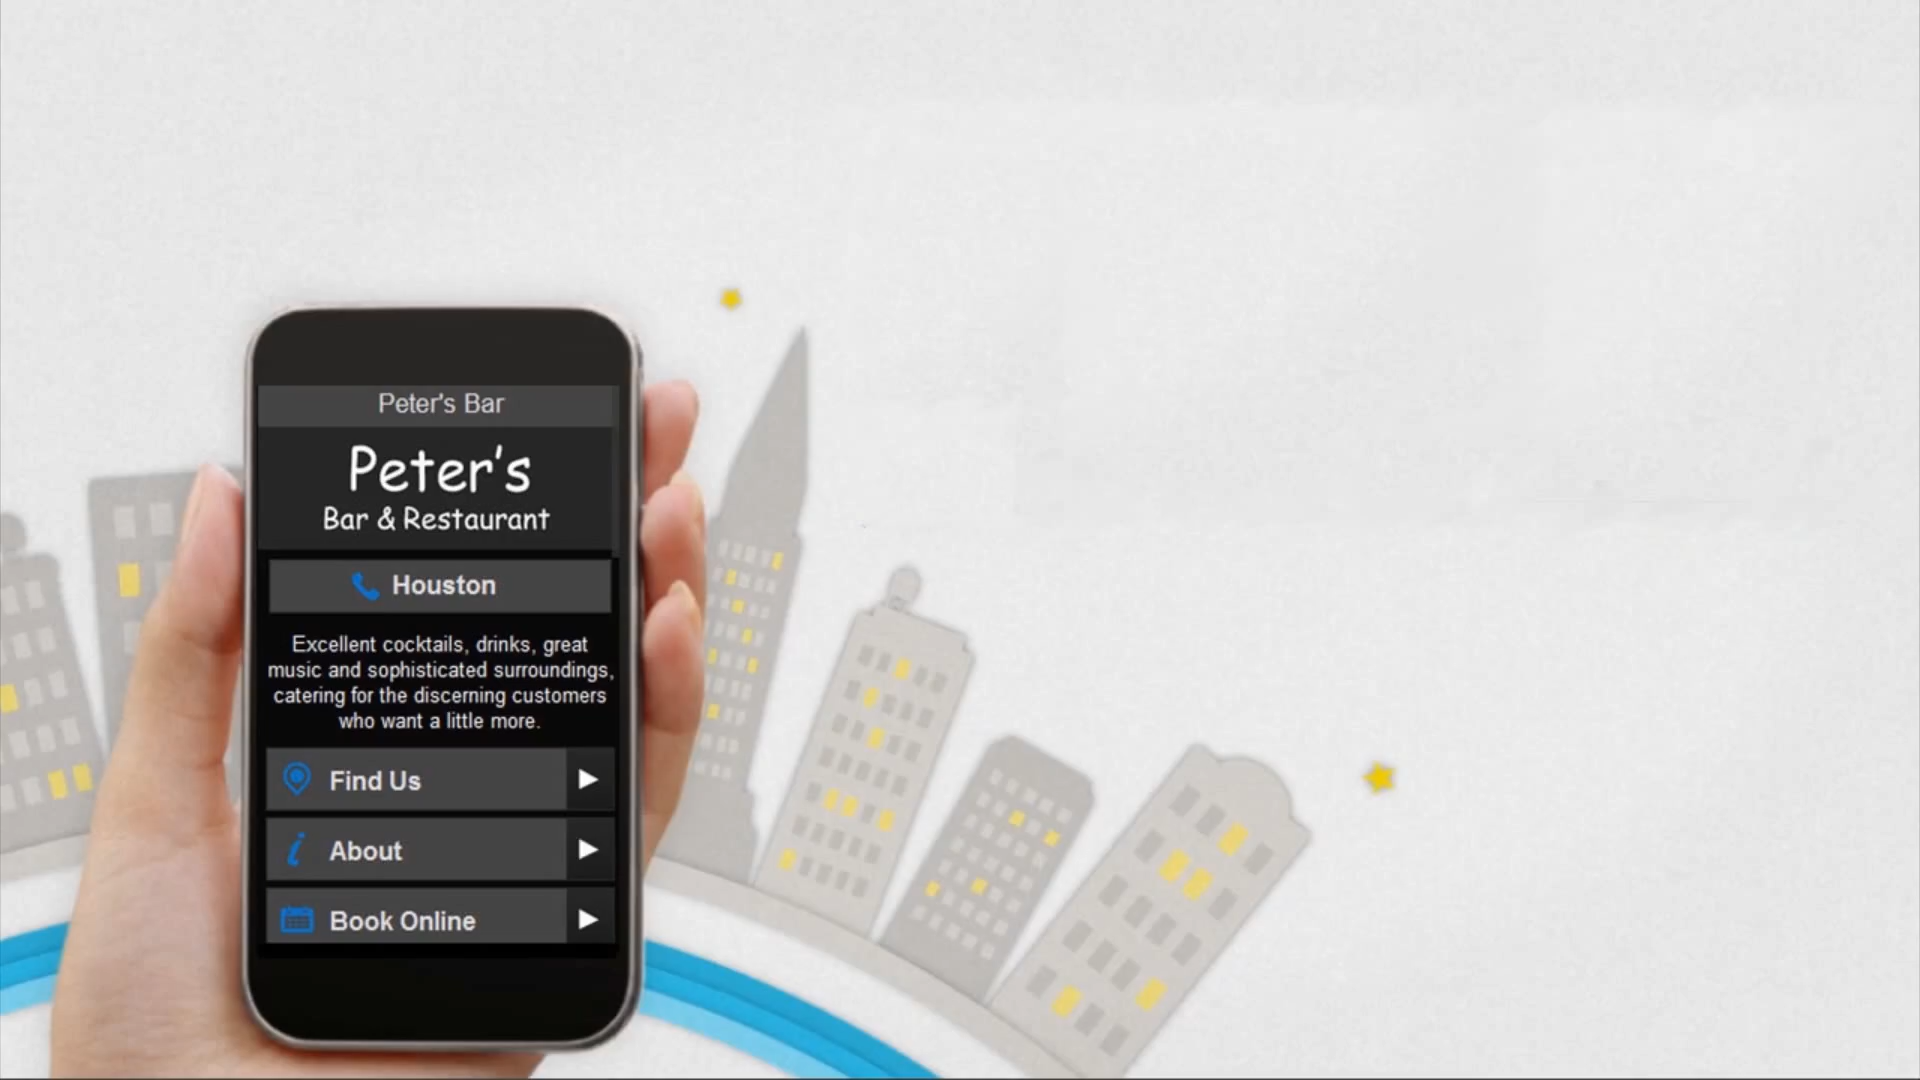 Peter's Bar
Peter's
Bar & Restaurant
Houston
Excellent cocktails, drinks, great
music and sophisticated surroundings,
catering for the discerning customers
who want a little more.
Find Us
About
Book Online